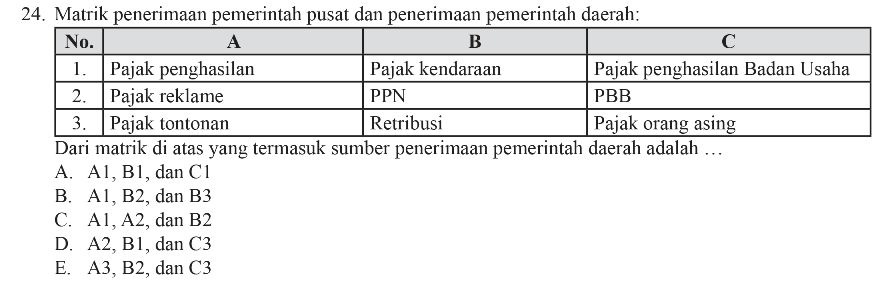 24. Matrik penerimaan pemerintah pusat dan penerimaan pemerintah daerah:
No. A B C
1. Pajak penghasilan Pajak kendaraan Pajak penghasilan Badan Usaha
2. Pajak reklame PPN PBB
3. Pajak tontonan Retribusi Pajak orang asing
Dari matrik di atas yang termasuk sumber penerimaan pemerintah daerah adalah …
A. A1, B1, dan C1
B. A1, B2, dan B3
C. A1, A2, dan B2
D. A2, B1, dan C3
E. A3, B2, dan C3